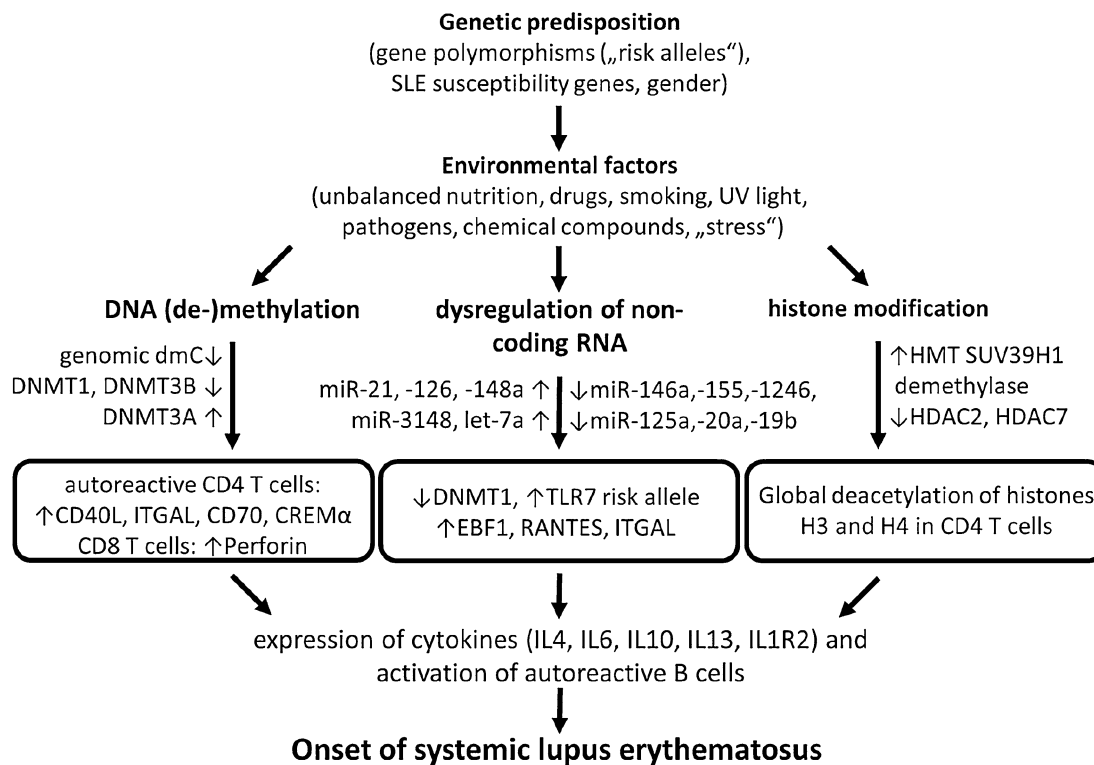 Genetic predisposition
(gene polymorphisms („risk alleles“),
SLE susceptibility genes, gender)
Environmental factors
(unbalanced nutrition, drugs, smoking, UV light,
pathogens, chemical compounds, „stress“)
DNA (de-)methylation
genomic dmC↓
DNMT1, DNMT3B ↓
DNMT3A ↑
dysregulation of non-
coding RNA
miR-21, -126, -148a ↑ ↓miR-146a,-155,-1246,
miR-3148, let-7a ↑ ↓miR-125a,-20a,-19b
histone modification
↑HMT SUV39H1
demethylase
↓HDAC2, HDAC7
autoreactive CD4 T cells:
↑CD40L, ITGAL, CD70, CREMα
CD8 T cells: ↑Perforin
↓DNMT1, ↑TLR7 risk allele
↑EBF1, RANTES, ITGAL
Global deacetylation of histones
H3 and H4 in CD4 T cells
expression of cytokines (IL4, IL6, IL10, IL13, IL1R2) and
activation of autoreactive B cells
Onset of systemic lupus erythematosus